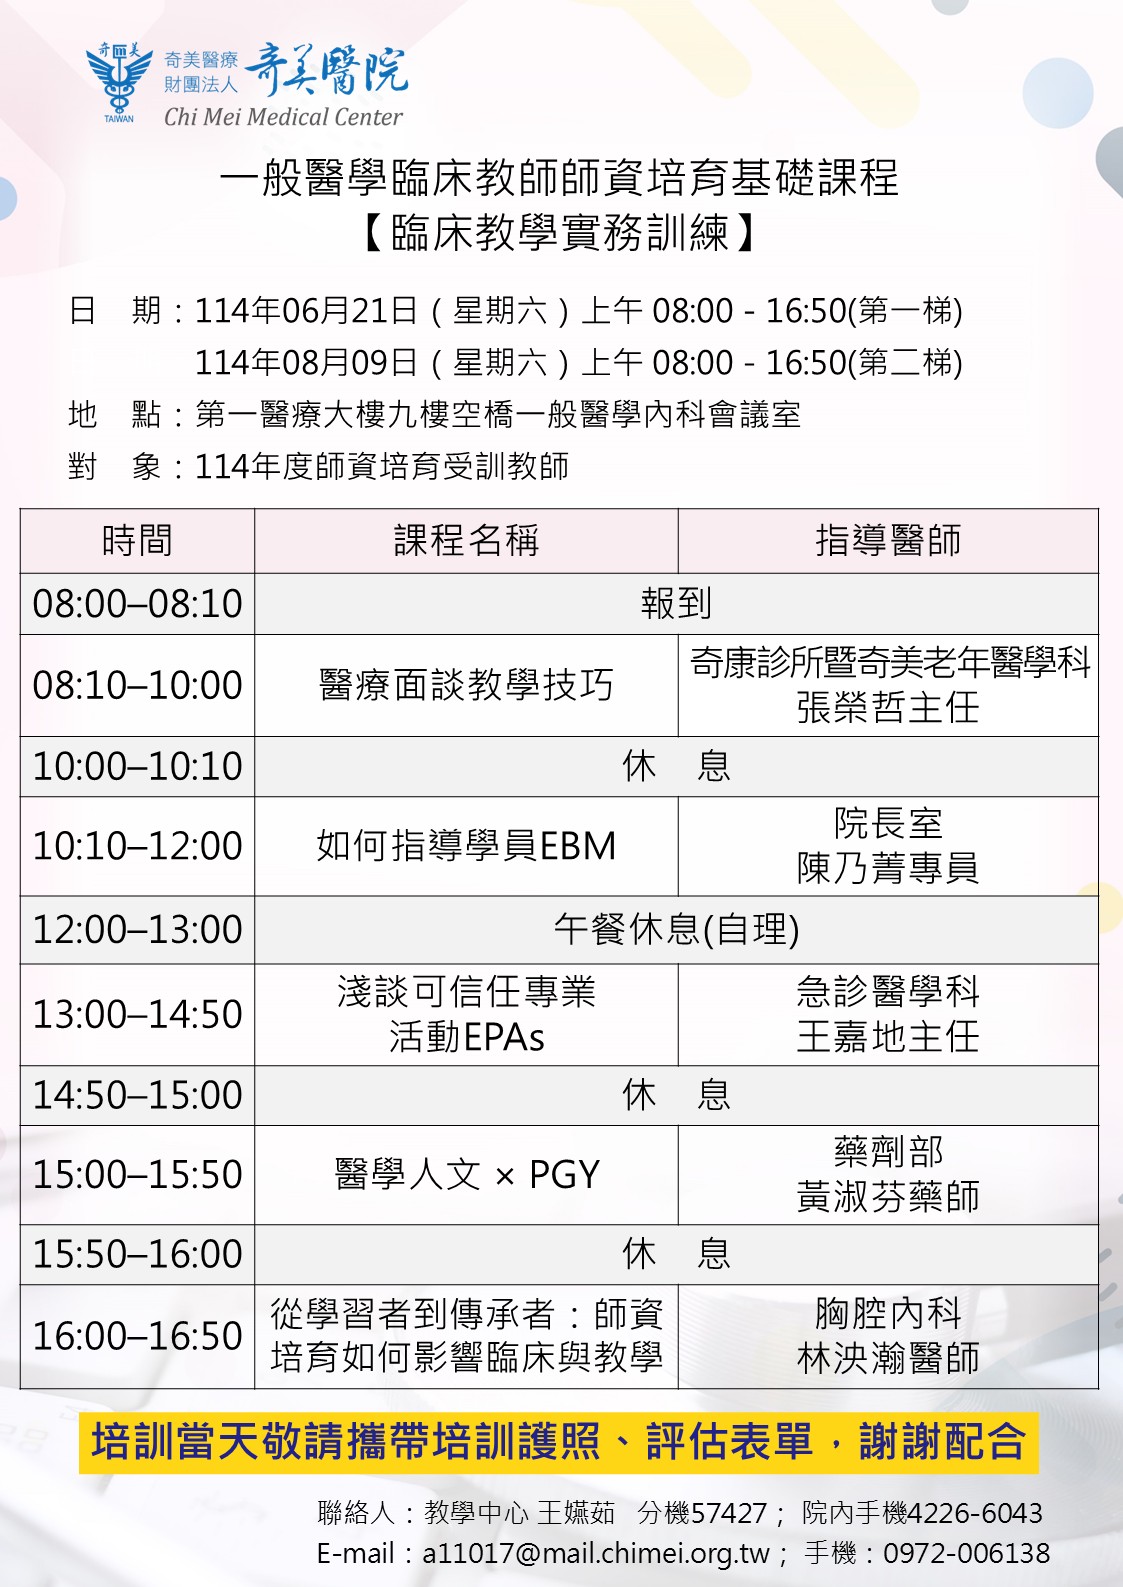 奇匾美
TAIWAN
奇美醫療
財團法人
奇美醫院
Chi Mei Medical Center
一般醫學臨床教師師資培育基礎課程
【臨床教學實務訓練】
日 期：114年06月21日（星期六）上午 08:00 - 16:50(第一梯)
114年08月09日（星期六）上午 08:00 - 16:50(第二梯)
地 點：第一醫療大樓九樓空橋一般醫學內科會議室
對 象：114年度師資培育受訓教師
時間 課程名稱 指導醫師
08:00–08:10 報到
08:10–10:00 醫療面談教學技巧 奇康診所暨奇美老年醫學科
張榮哲主任
10:00–10:10 休 息
10:10–12:00 如何指導學員EBM 院長室
陳乃菁專員
12:00–13:00 午餐休息(自理)
13:00–14:50 淺談可信任專業 急診醫學科
活動EPAs 王嘉地主任
14:50–15:00 休 息
15:00–15:50 醫學人文 × PGY 藥劑部
黃淑芬藥師
15:50–16:00 休 息
16:00–16:50 從學習者到傳承者：師資 胸腔內科
培育如何影響臨床與教學 林泱瀚醫師
培訓當天敬請攜帶培訓護照、評估表單，謝謝配合
聯絡人：教學中心 王嬿茹 分機57427； 院內手機4226-6043
E-mail：a11017@mail.chimei.org.tw； 手機：0972-006138